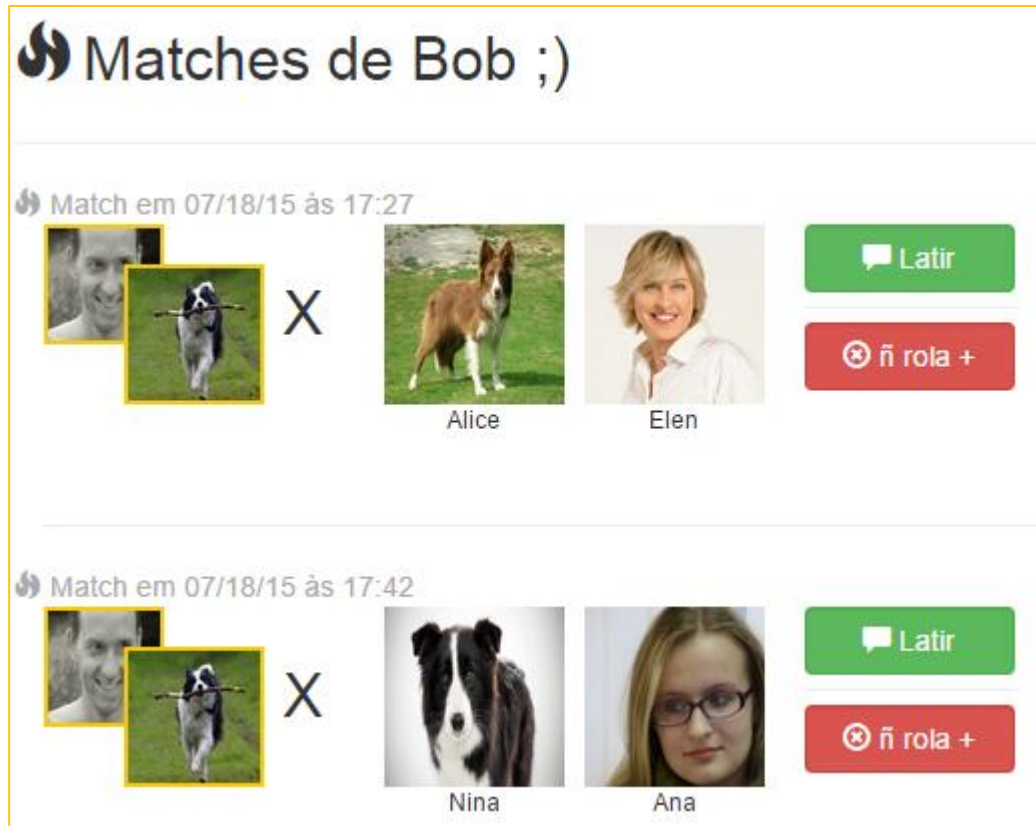 Matches de Bob ;)
Match em 07/18/15 às 17:27
X
Latir
ñ rola +
Alice
Elen
Match em 07/18/15 às 17:42
X
Latir
ñ rola +
Nina
Ana